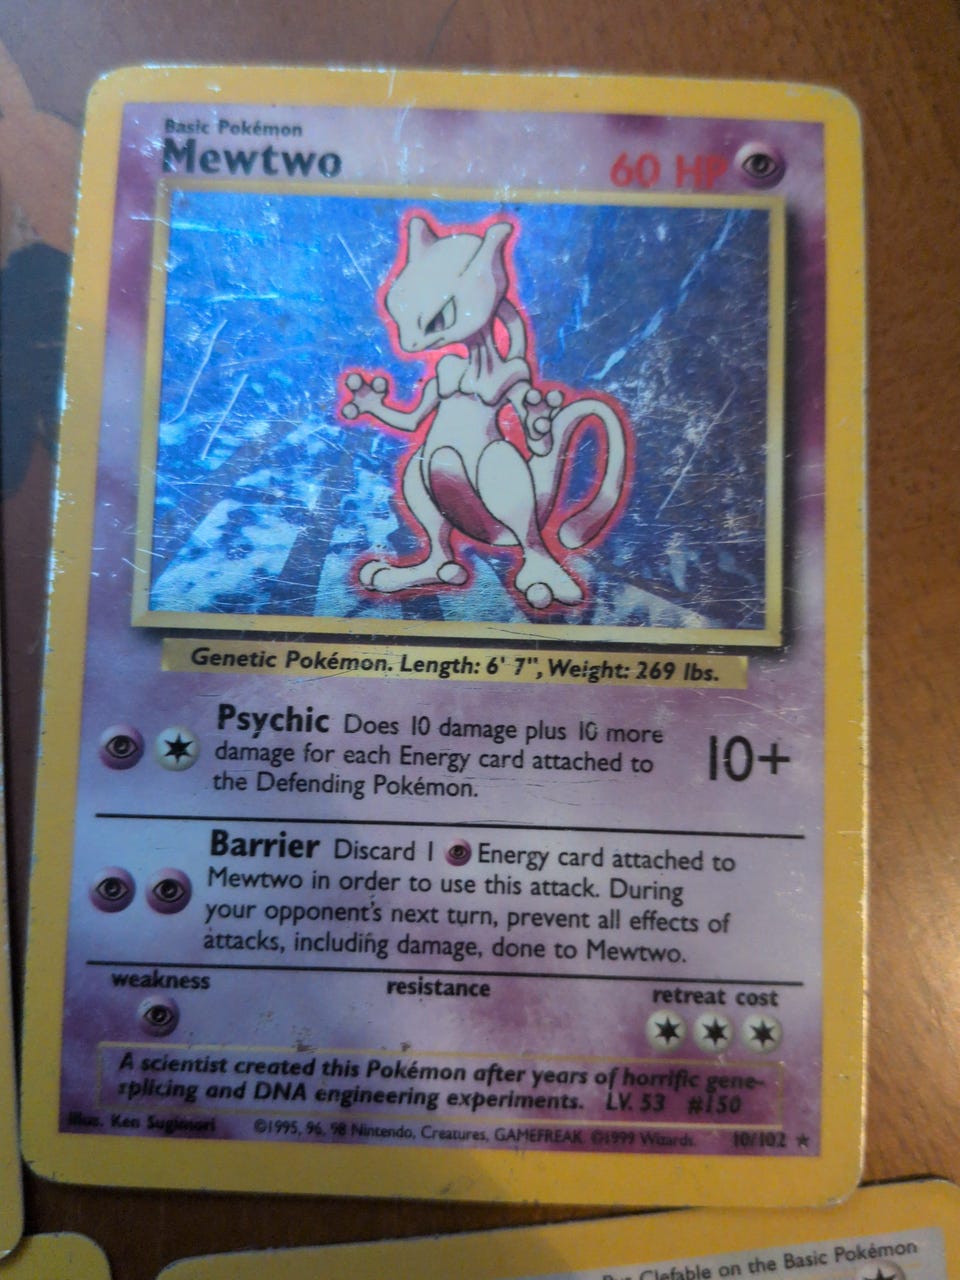 Basic Pokémon
Mewtwo 60 HP
Genetic Pokémon. Length: 6' 7", Weight: 269 lbs.
Psychic Does 10 damage plus 10 more
damage for each Energy card attached to
the Defending Pokémon.
10+
Barrier Discard 1 Energy card attached to
Mewtwo in order to use this attack. During
your opponent's next turn, prevent all effects of
attacks, including damage, done to Mewtwo.
weakness resistance retreat cost
A scientist created this Pokémon after years of horrific gene-
splicing and DNA engineering experiments. LV. 53 #150
Illus. Ken Sugimori ©1995, 96, 98 Nintendo, Creatures, GAMEFREAK. ©1999 Wizards. 10/102
Clefable on the Basic Pokémon